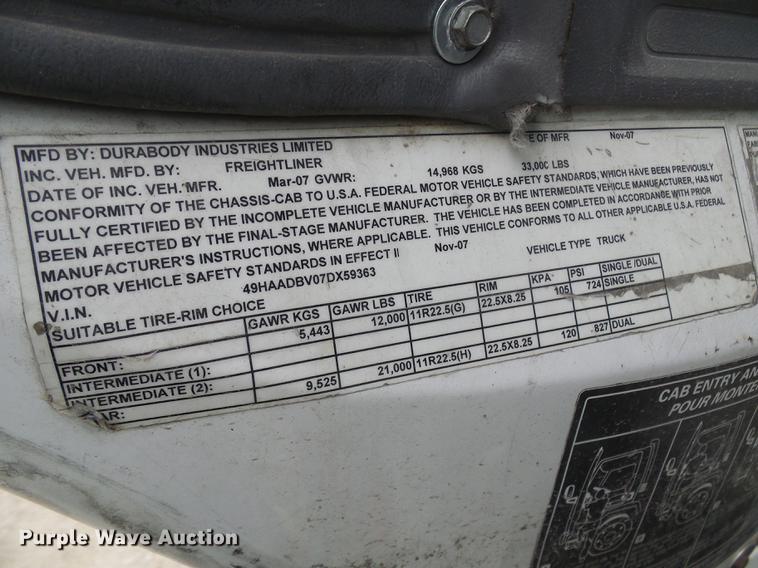 MFD BY: DURABODY INDUSTRIES LIMITED E OF MFR Nov-07
INC. VEH. MFD. BY: FREIGHTLINER
DATE OF INC. VEH. MFR. Mar-07 GVWR: 14,968 KGS 33,000 LBS
CONFORMITY OF THE CHASSIS-CAB TO U.S.A. FEDERAL MOTOR VEHICLE SAFETY STANDARDS, WHICH HAVE BEEN PREVIOUSLY
FULLY CERTIFIED BY THE INCOMPLETE VEHICLE MANUFACTURER OR BY THE INTERMEDIATE VEHICLE MANUFACTURER, HAS NOT
BEEN AFFECTED BY THE FINAL-STAGE MANUFACTURER. THE VEHICLE HAS BEEN COMPLETED IN ACCORDANCE WITH PRIOR
MANUFACTURER'S INSTRUCTIONS, WHERE APPLICABLE. THIS VEHICLE CONFORMS TO ALL OTHER APPLICABLE U.S.A. FEDERAL
MOTOR VEHICLE SAFETY STANDARDS IN EFFECT II Nov-07 VEHICLE TYPE TRUCK
V.I.N. 49HAADBV07DX59363
SUITABLE TIRE-RIM CHOICE
GAWR KGS GAWR LBS TIRE RIM KPA PSI SINGLE /DUAL
FRONT: 5,443 12,000 11R22.5(G) 22.5X8.25 105 724 SINGLE
INTERMEDIATE (1):
INTERMEDIATE (2):
AR: 9,525 21,000 11R22.5(H) 22.5X8.25 120 827 DUAL
CAB ENTRY AN
POUR MONTE
Purple Wave Auction